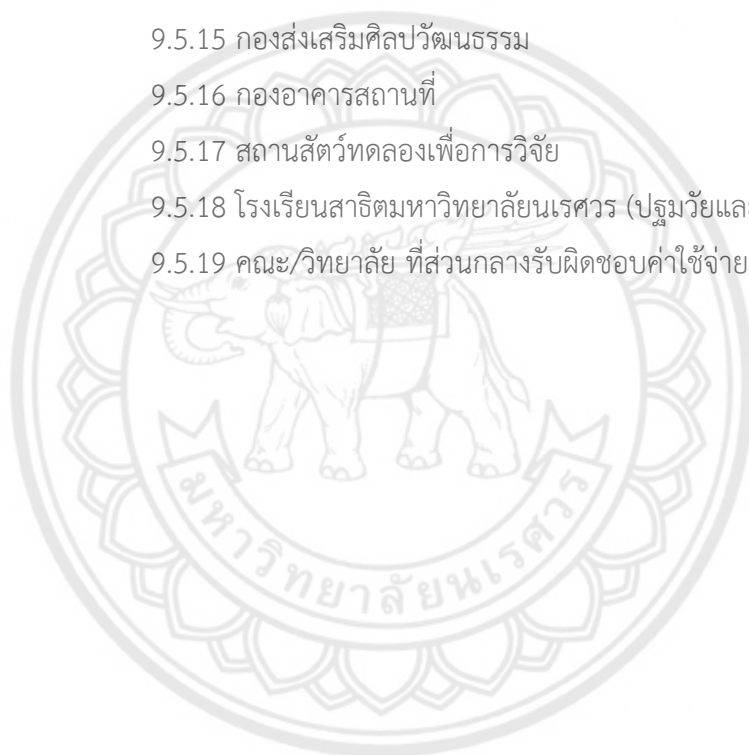 9.5.15 กองส่งเสริมศิลปวัฒนธรรม
9.5.16 กองอาคารสถานที่
9.5.17 สถานสัตว์ทดลองเพื่อการวิจัย
9.5.18 โรงเรียนสาธิตมหาวิทยาลัยนเรศวร (ปฐมวัยและ
9.5.19 คณะ/วิทยาลัย ที่ส่วนกลางรับผิดชอบค่าใช้จ่าย
มหาวิทยาลัยนเรศวร